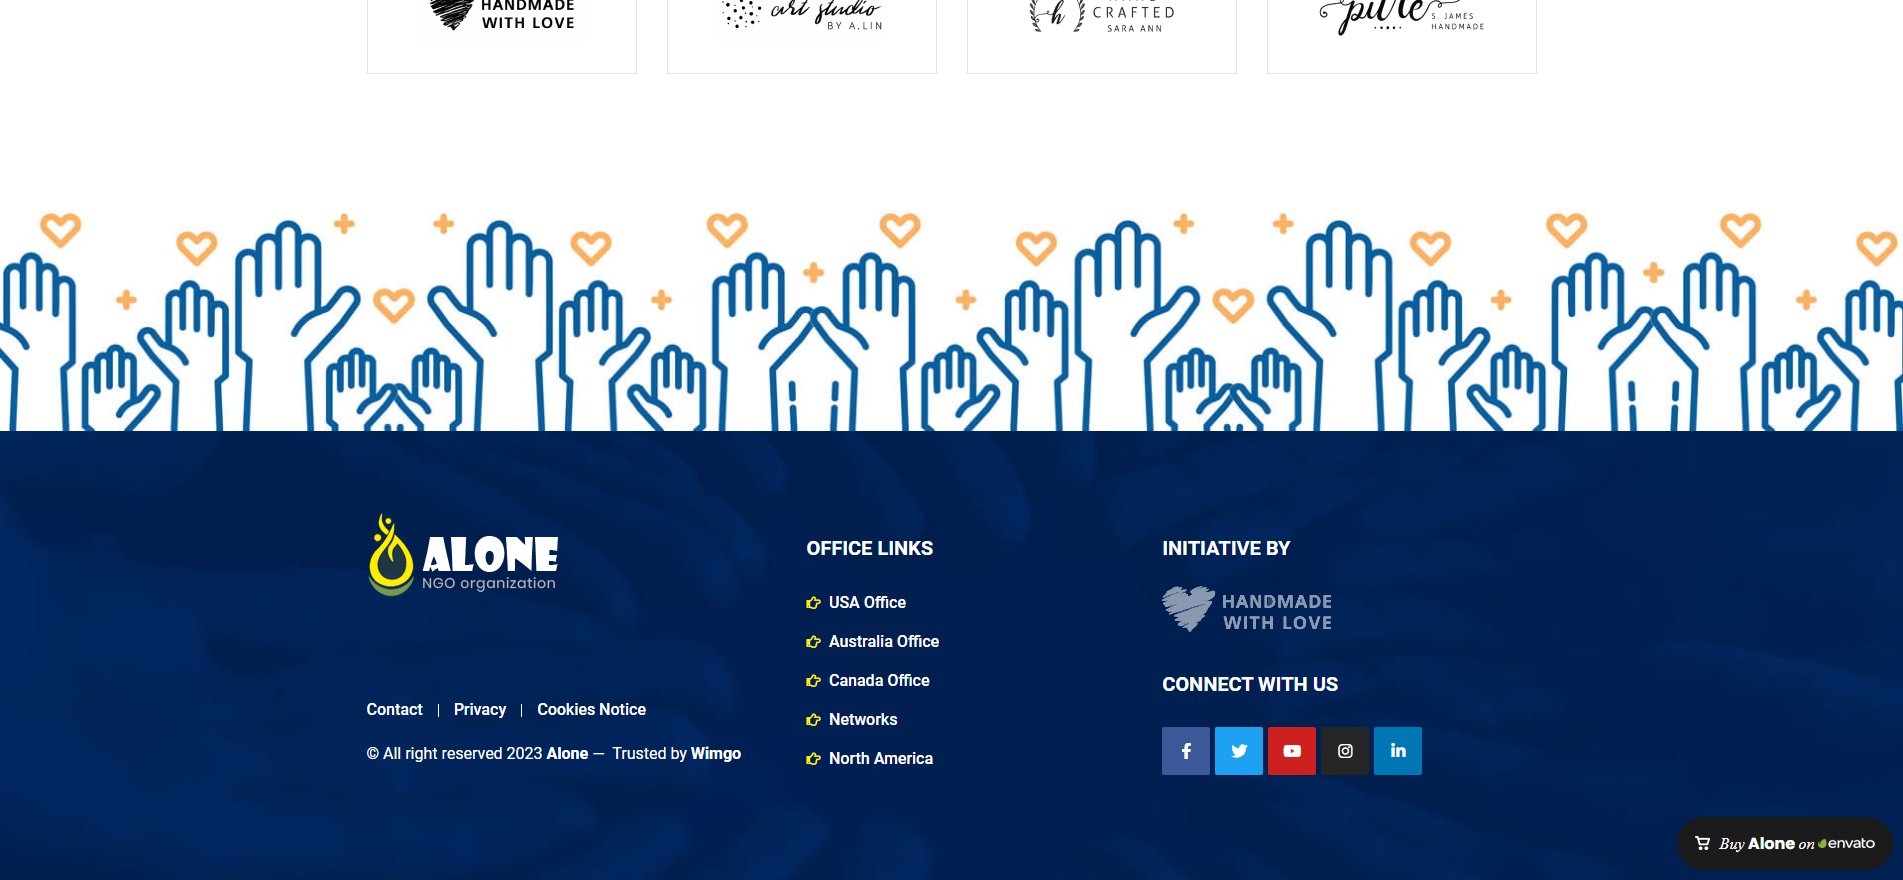 HANDMADE
WITH LOVE
art studio
BY A.LIN
h
CRAFTED
SARA ANN
S. JAMES
HANDMADE
ALONE
NGO organization
Contact | Privacy | Cookies Notice
© All right reserved 2023 Alone — Trusted by Wimgo
OFFICE LINKS
USA Office
Australia Office
Canada Office
Networks
North America
INITIATIVE BY
HANDMADE
WITH LOVE
CONNECT WITH US
Buy Alone on envato